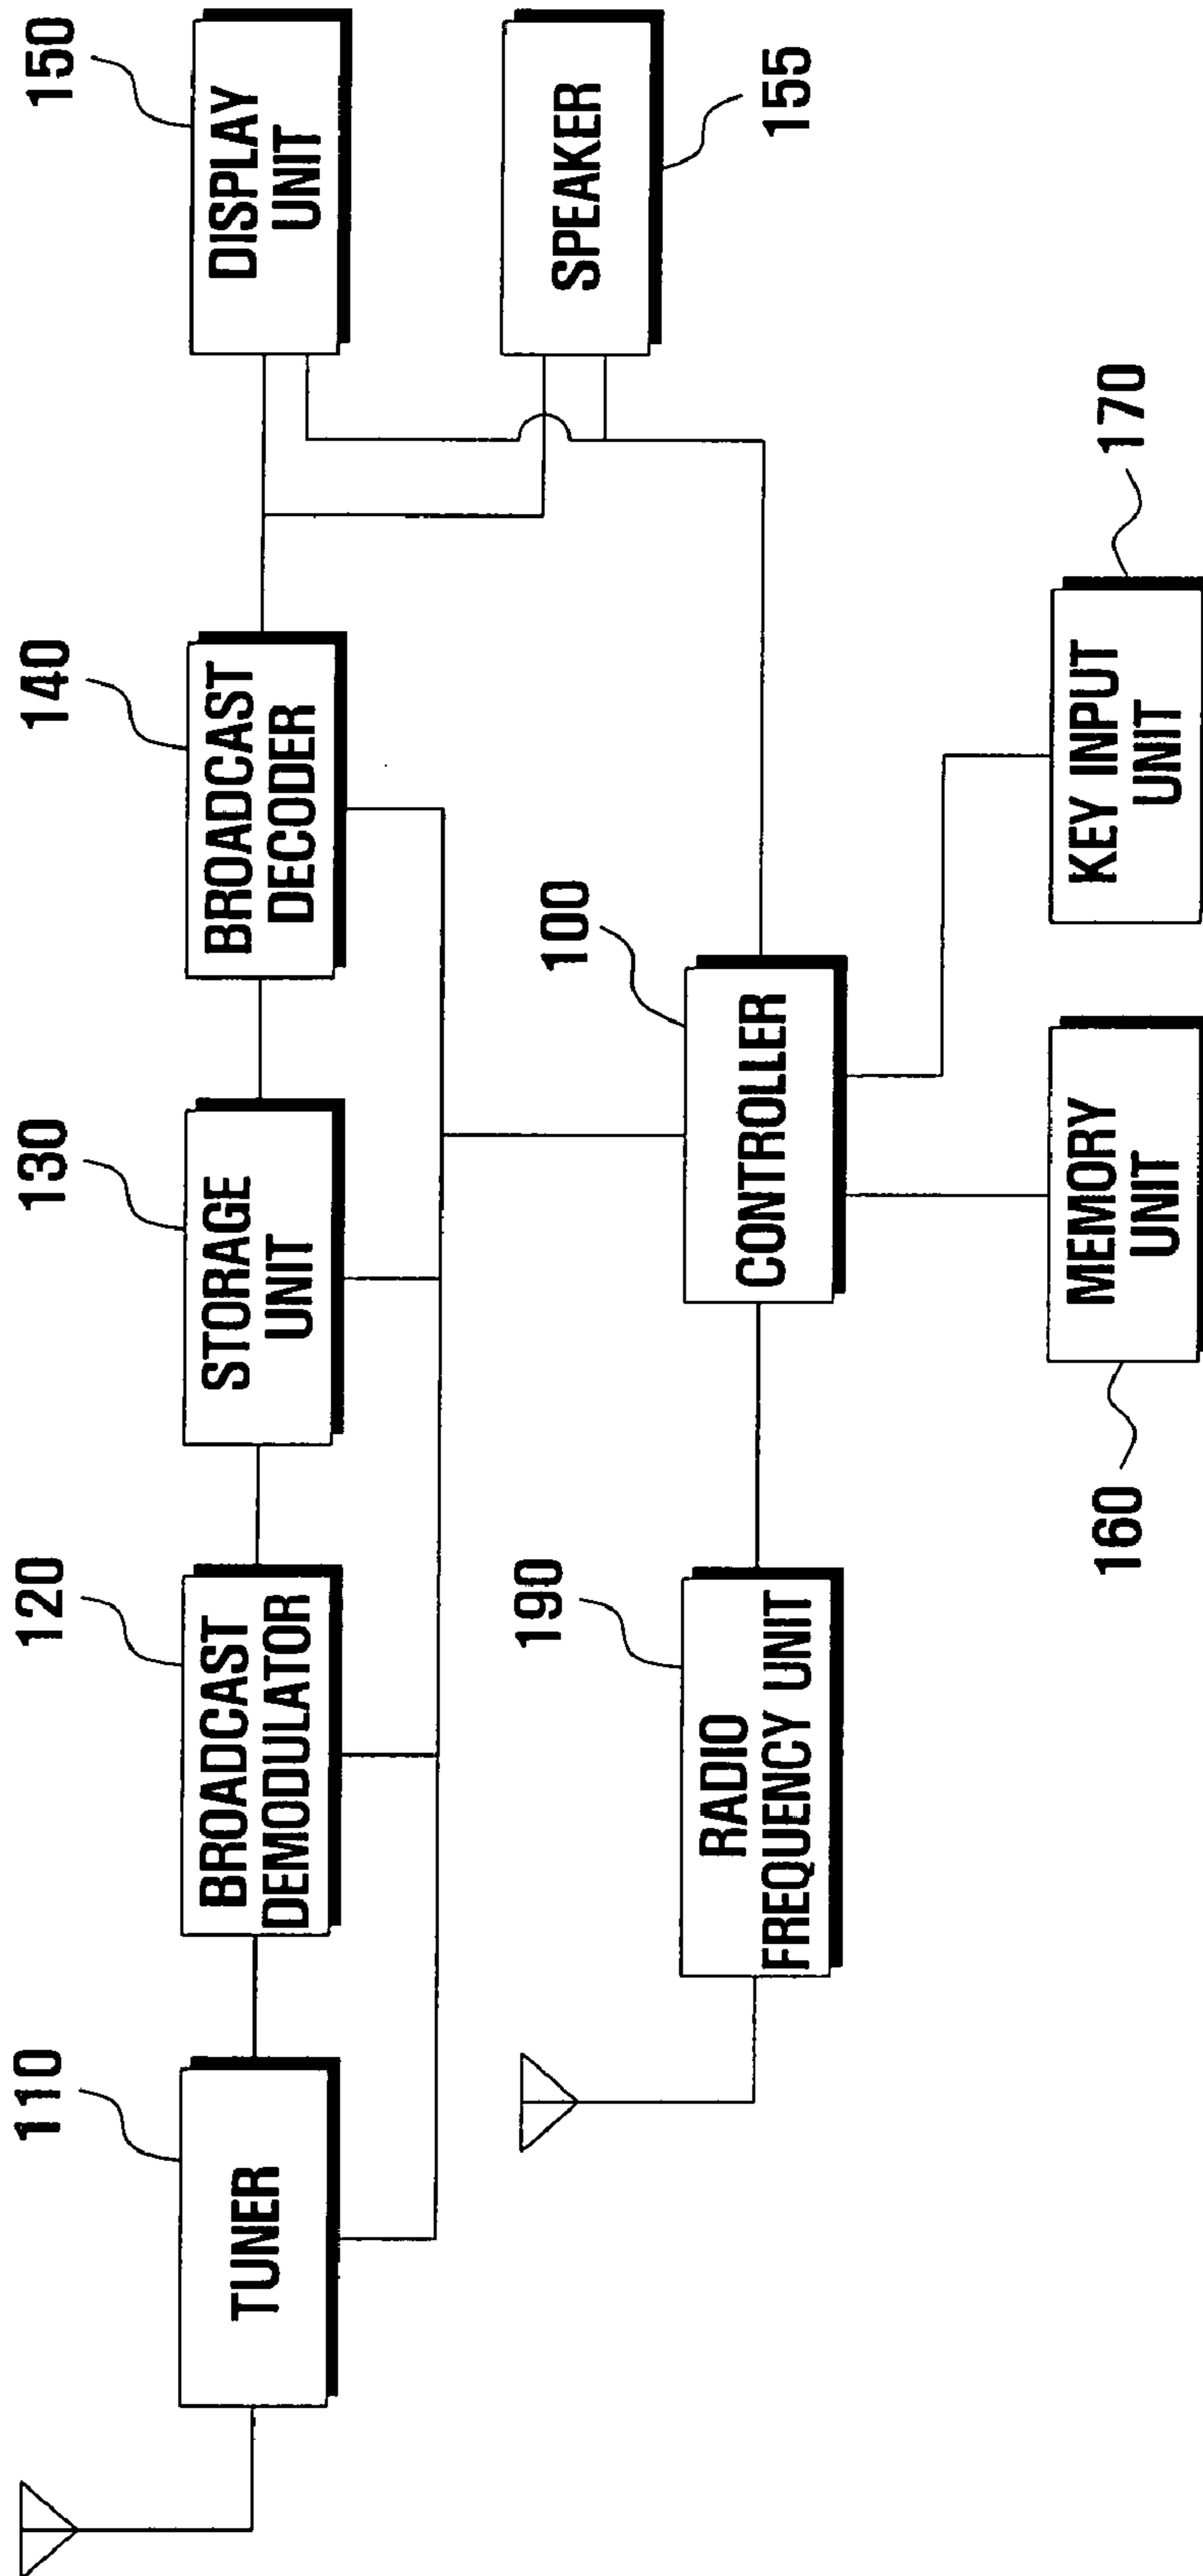 110
TUNER
120
BROADCAST
DEMODULATOR
130
STORAGE
UNIT
140
BROADCAST
DECODER
150
DISPLAY
UNIT
SPEAKER
155
190
RADIO
FREQUENCY UNIT
100
CONTROLLER
160
MEMORY
UNIT
KEY INPUT
UNIT
170